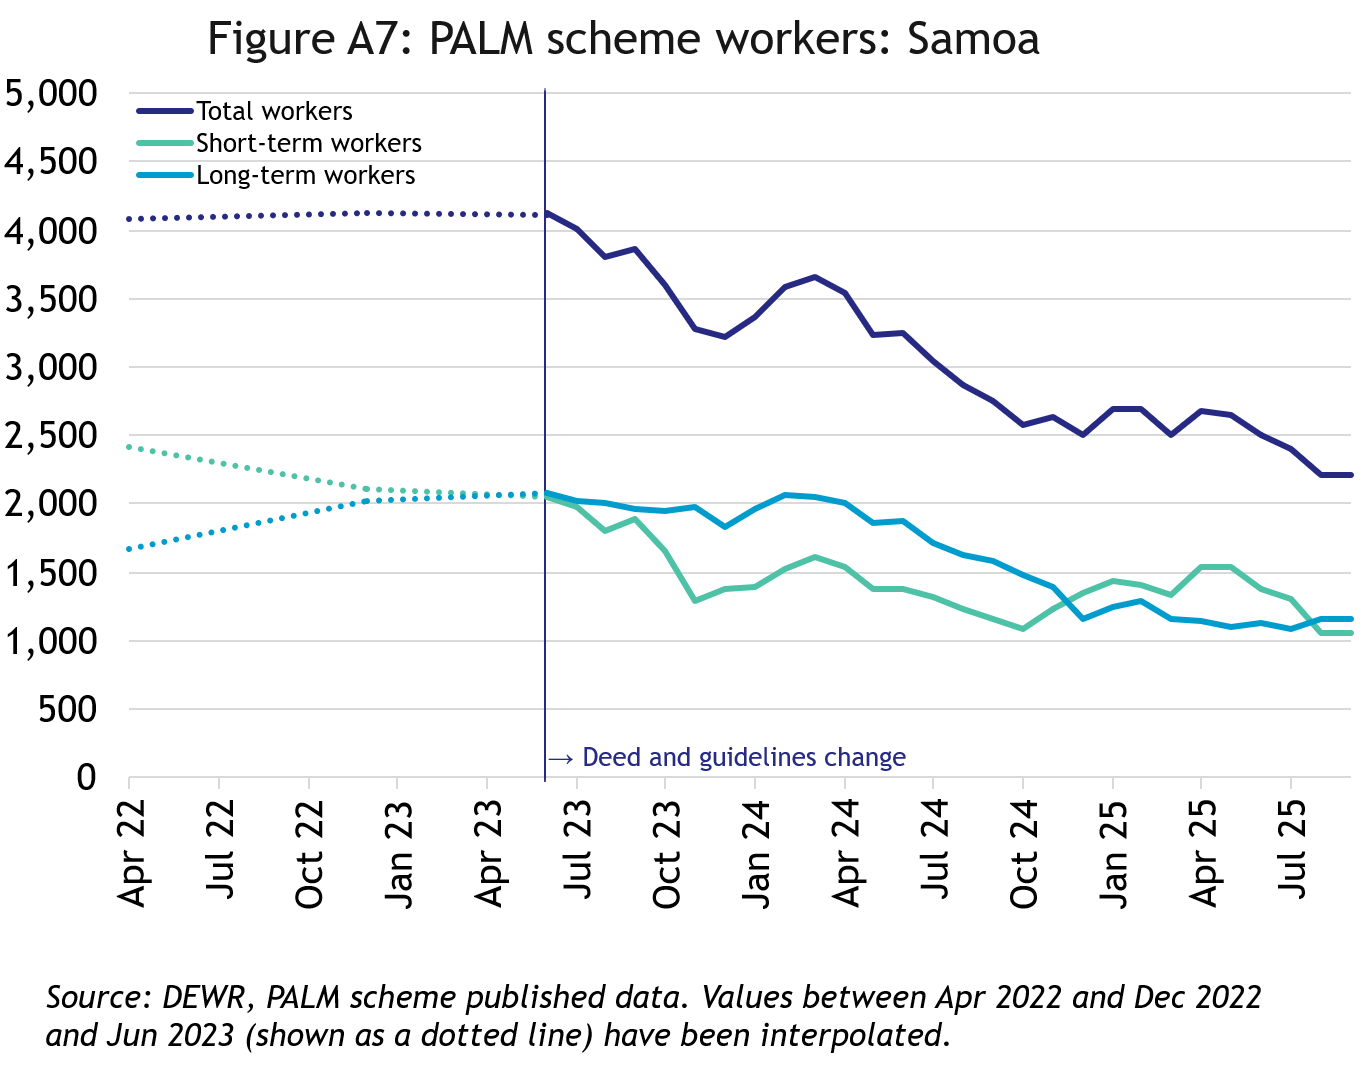 Figure A7: PALM scheme workers: Samoa
5,000
4,500
4,000
3,500
3,000
2,500
2,000
1,500
1,000
500
0
Total workers
Short-term workers
Long-term workers
→ Deed and guidelines change
Apr 22
Jul 22
Oct 22
Jan 23
Apr 23
Jul 23
Oct 23
Jan 24
Apr 24
Jul 24
Oct 24
Jan 25
Apr 25
Jul 25
Source: DEWR, PALM scheme published data. Values between Apr 2022 and Dec 2022
and Jun 2023 (shown as a dotted line) have been interpolated.